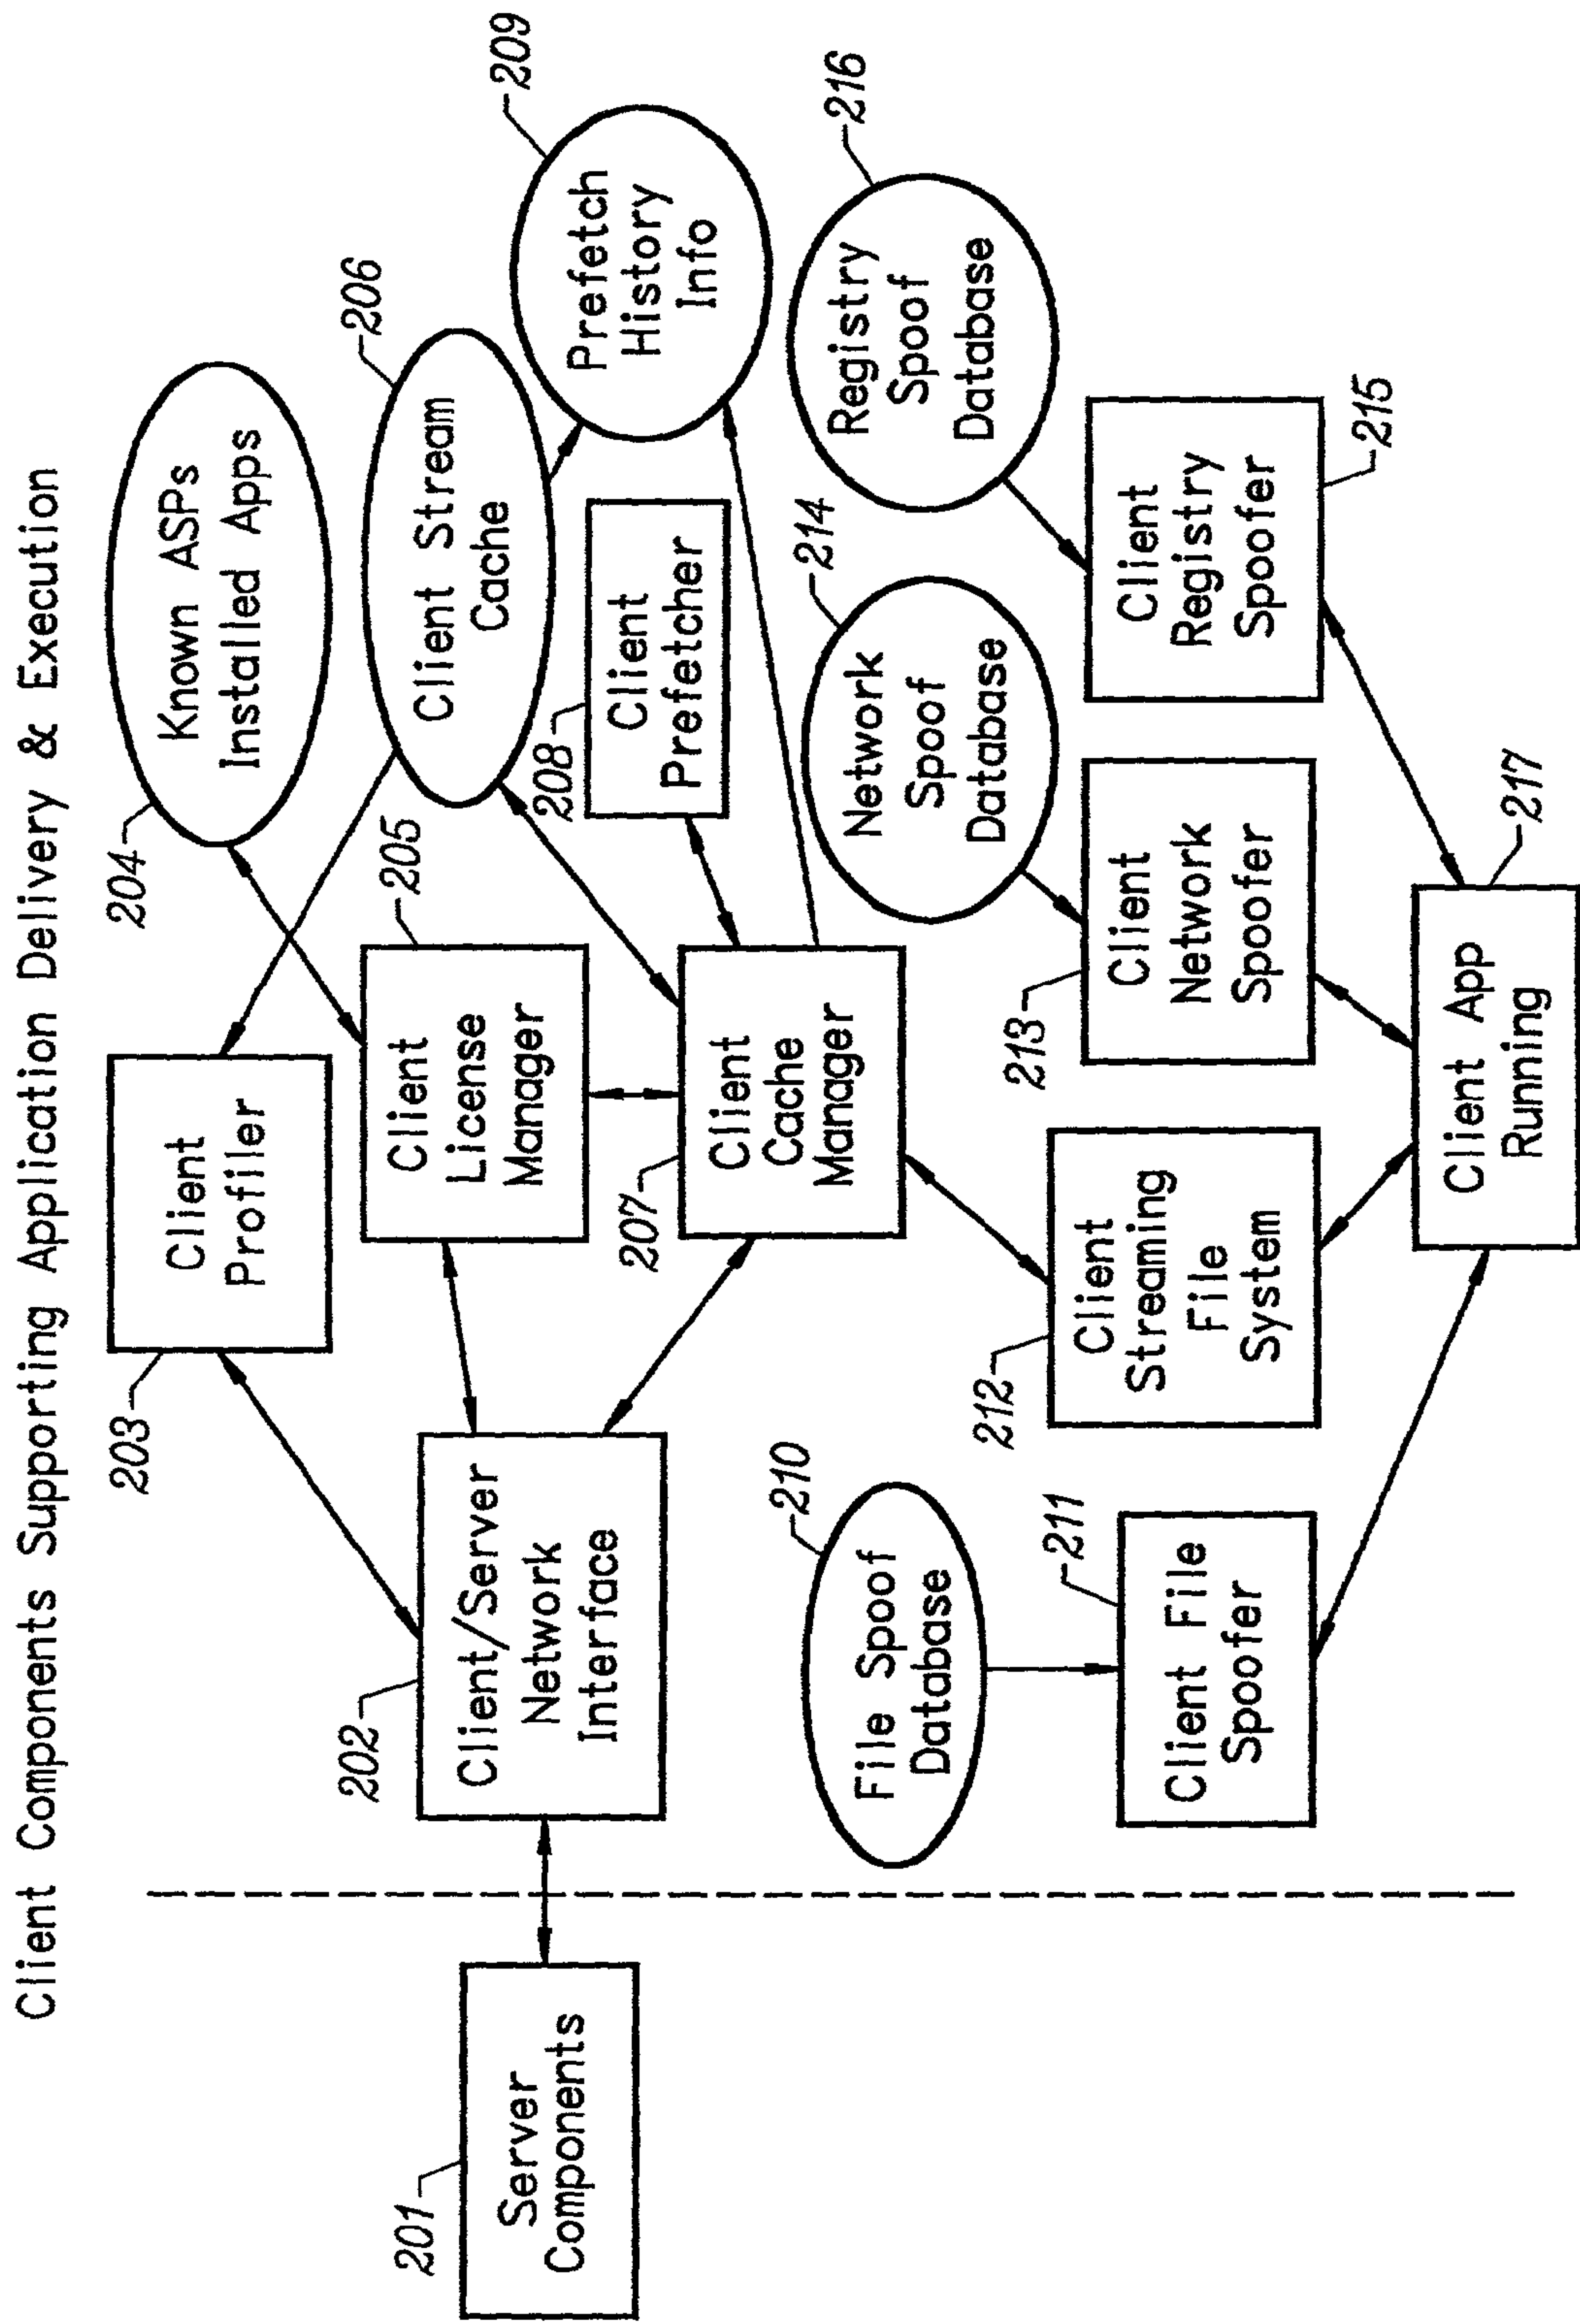 Client Components Supporting Application Delivery & Execution
201
Server
Components
202
Client/Server
Network
Interface
203
Client
Profiler
204
Known ASPs
Installed Apps
205
Client
License
Manager
206
Client Stream
Cache
207
Client
Cache
Manager
208
Client
Prefetcher
209
Prefetch
History
Info
210
File Spoof
Database
211
Client File
Spoofer
212
Client
Streaming
File
System
213
Client
Network
Spoofer
214
Network
Spoof
Database
215
Client
Registry
Spoofer
216
Registry
Spoof
Database
217
Client App
Running